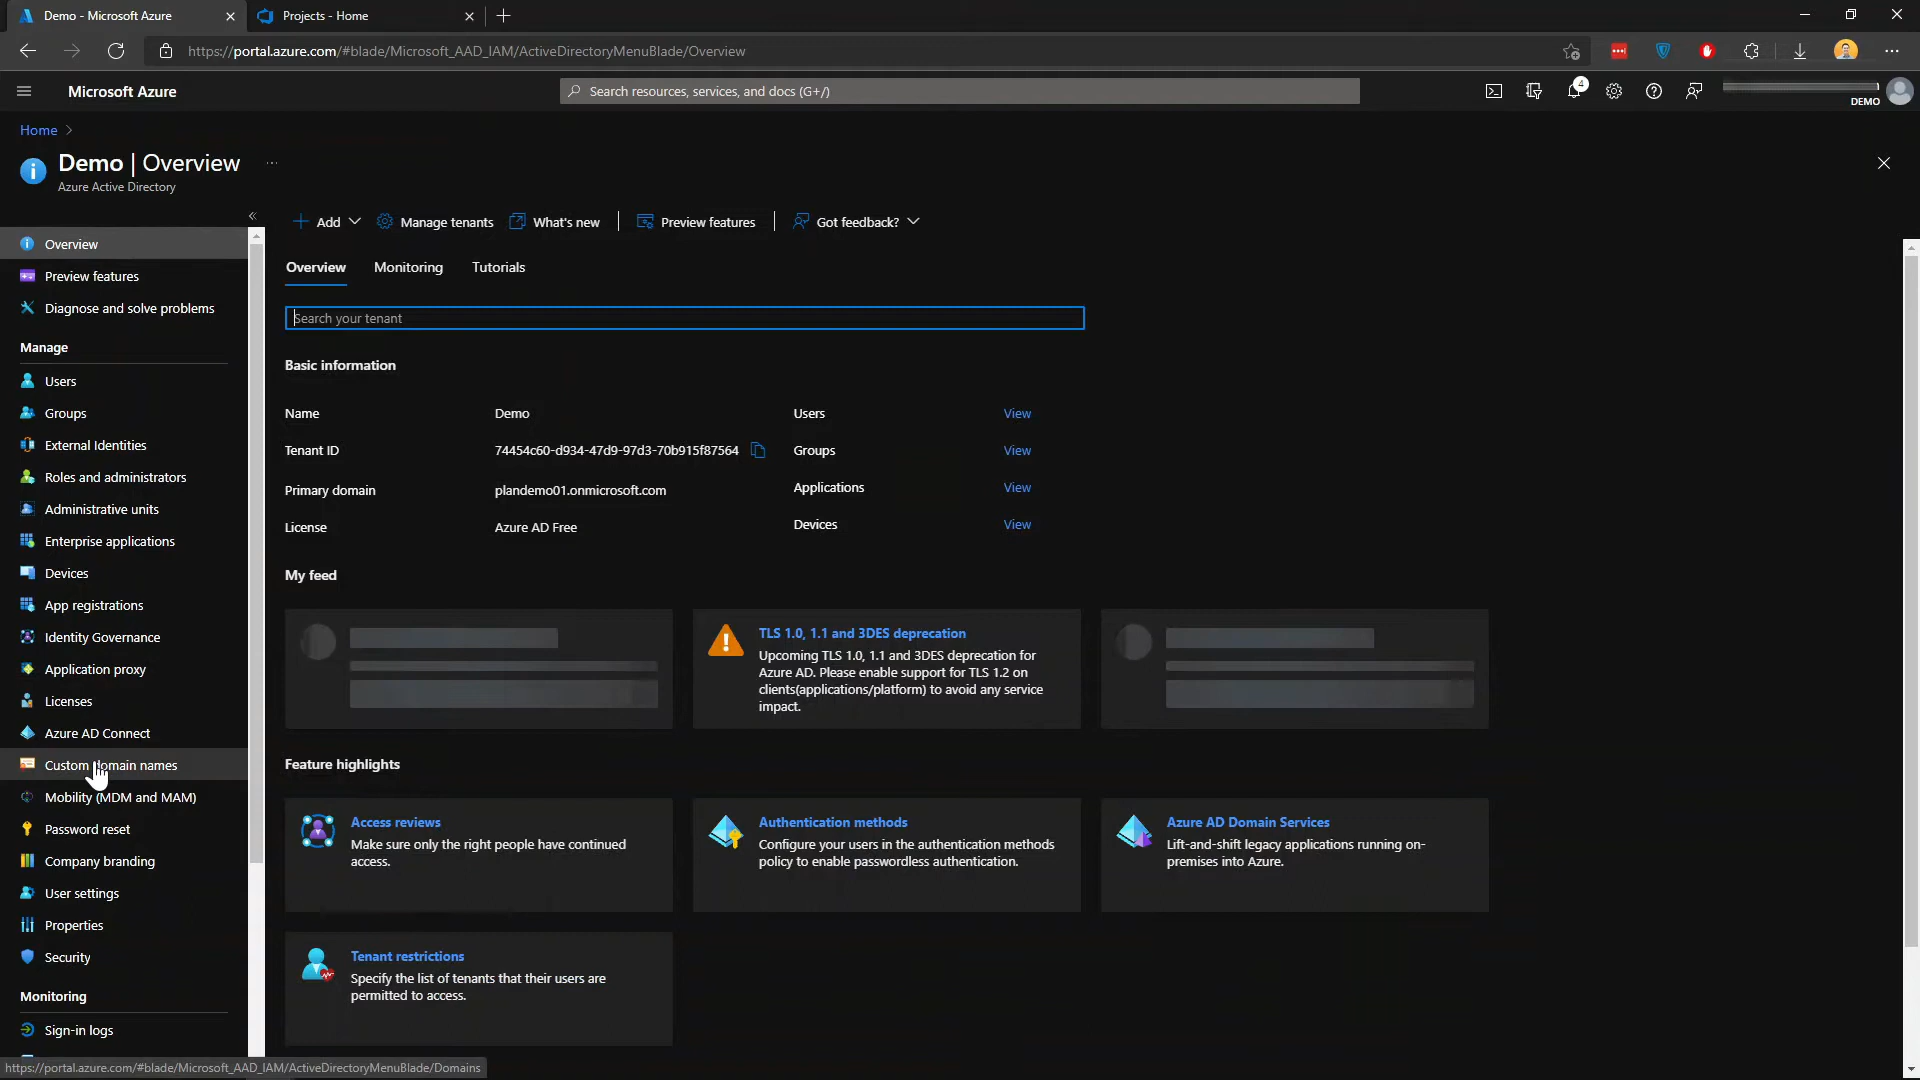 Demo - Microsoft Azure
Projects - Home
https://portal.azure.com/#blade/Microsoft_AAD_IAM/ActiveDirectoryMenuBlade/Overview
Microsoft Azure
Search resources, services, and docs (G+/)
4
DEMO
Home
Demo | Overview
Azure Active Directory
Add
Manage tenants
What's new
Preview features
Got feedback?
Overview
Preview features
Diagnose and solve problems
Manage
Users
Groups
External Identities
Roles and administrators
Administrative units
Enterprise applications
Devices
App registrations
Identity Governance
Application proxy
Licenses
Azure AD Connect
Custom domain names
Mobility (MDM and MAM)
Password reset
Company branding
User settings
Properties
Security
Monitoring
Sign-in logs
Overview Monitoring Tutorials
Search your tenant
Basic information
Name Demo Users View
Tenant ID 74454c60-d934-47d9-97d3-70b915f87564 Groups View
Primary domain plandemo01.onmicrosoft.com Applications View
License Azure AD Free Devices View
My feed
TLS 1.0, 1.1 and 3DES deprecation
Upcoming TLS 1.0, 1.1 and 3DES deprecation for
Azure AD. Please enable support for TLS 1.2 on
clients(applications/platform) to avoid any service
impact.
Feature highlights
Access reviews
Make sure only the right people have continued
access.
Authentication methods
Configure your users in the authentication methods
policy to enable passwordless authentication.
Azure AD Domain Services
Lift-and-shift legacy applications running on-
premises into Azure.
Tenant restrictions
Specify the list of tenants that their users are
permitted to access.
https://portal.azure.com/#blade/Microsoft_AAD_IAM/ActiveDirectoryMenuBlade/Domains